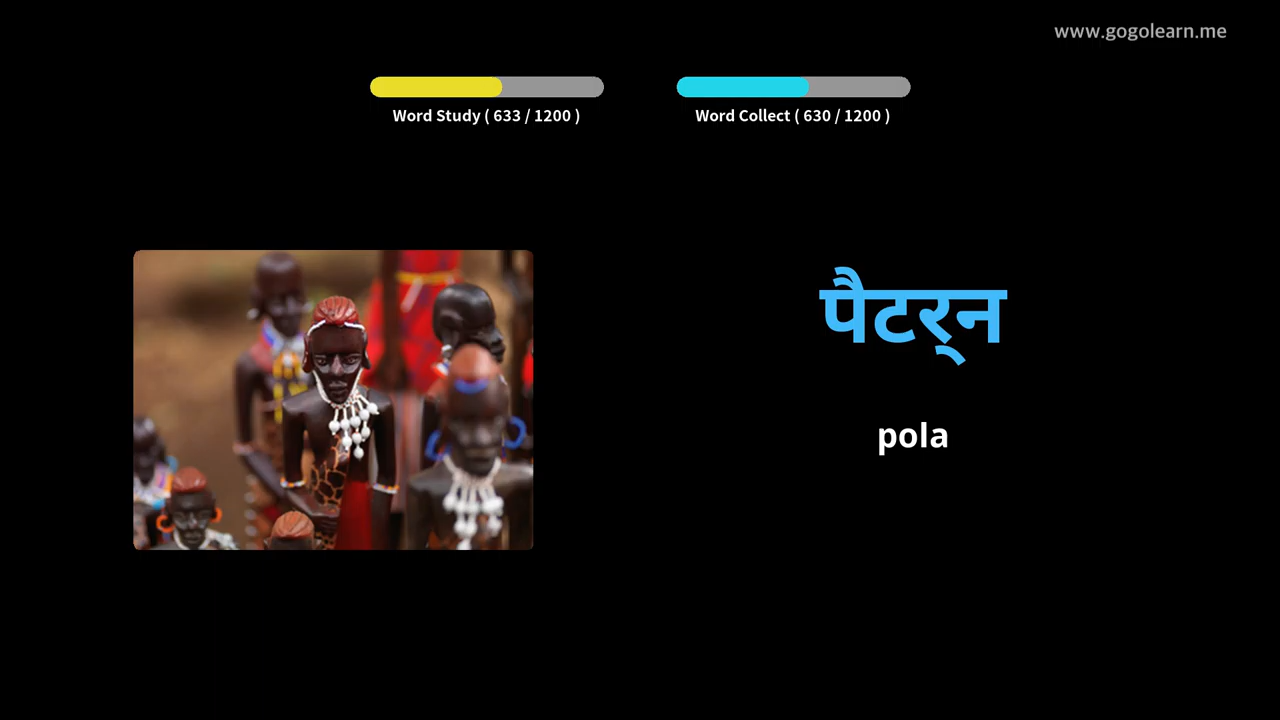 www.gogolearn.me
Word Study ( 633 / 1200 )
Word Collect ( 630 / 1200 )
पैटर्‍न
pola